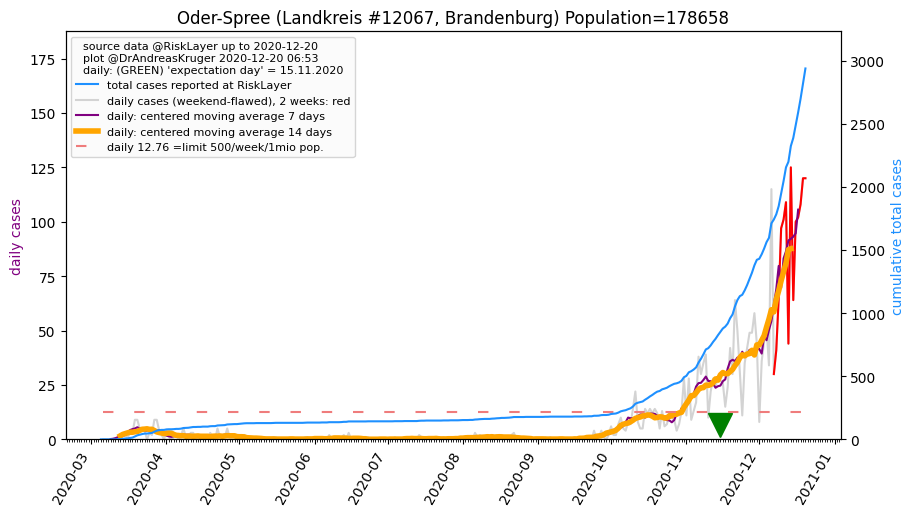 Oder-Spree (Landkreis #12067, Brandenburg) Population=178658
source data @RiskLayer up to 2020-12-20
plot @DrAndreasKruger 2020-12-20 06:53
daily: (GREEN) 'expectation day' = 15.11.2020
total cases reported at RiskLayer
daily cases (weekend-flawed), 2 weeks: red
daily: centered moving average 7 days
daily: centered moving average 14 days
daily 12.76 =limit 500/week/1mio pop.
daily cases
175
150
125
100
75
50
25
0
3000
2500
2000
1500
1000
500
0
cumulative total cases
2020-03
2020-04
2020-05
2020-06
2020-07
2020-08
2020-09
2020-10
2020-11
2020-12
2021-01